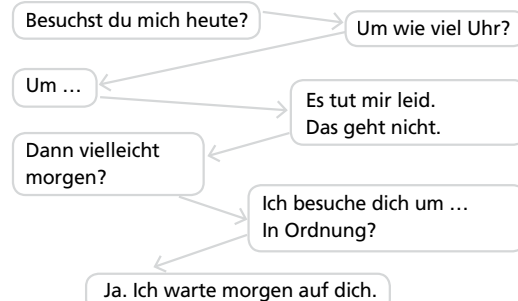 Besuchst du mich heute?
Um wie viel Uhr?
Um …
Es tut mir leid.
Das geht nicht.
Dann vielleicht
morgen?
Ich besuche dich um …
In Ordnung?
Ja. Ich warte morgen auf dich.